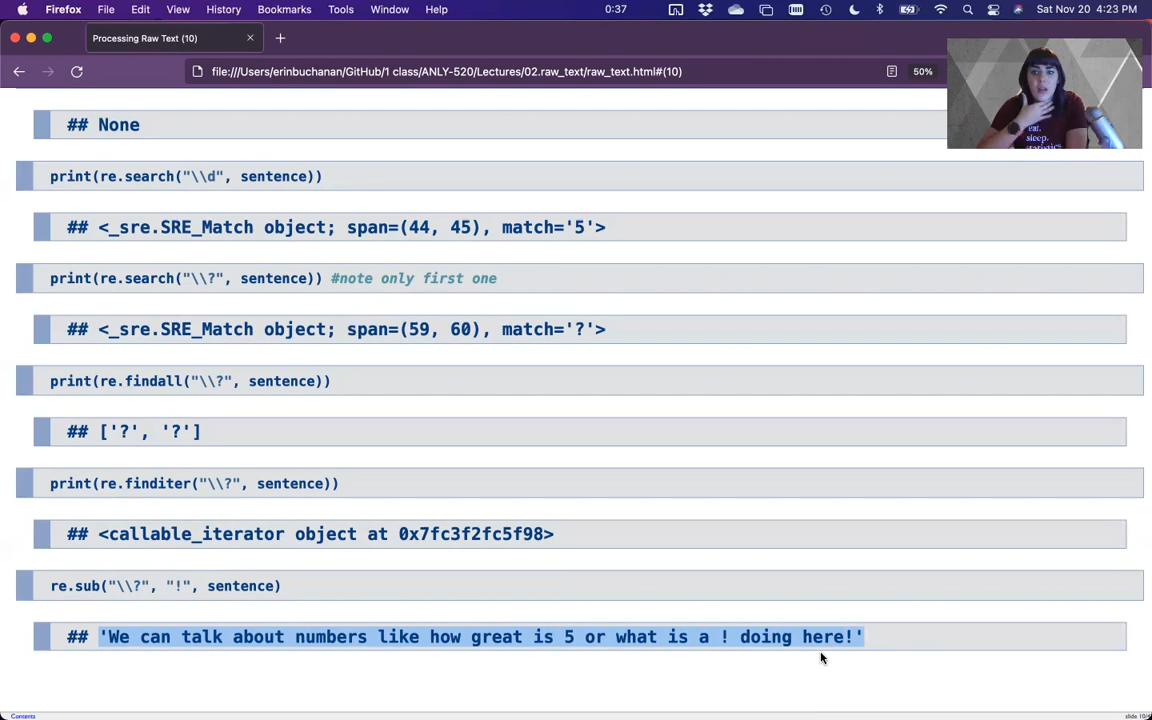 Firefox File Edit View History Bookmarks Tools Window Help 0:37 Sat Nov 20 4:23 PM
Processing Raw Text (10)
file:///Users/erinbuchanan/GitHub/1 class/ANLY-520/Lectures/02.raw_text/raw_text.html#(10) 50%
eat.
sleep.
statistics
## None
print(re.search("\\d", sentence))
## <_sre.SRE_Match object; span=(44, 45), match='5'>
print(re.search("\\?", sentence)) #note only first one
## <_sre.SRE_Match object; span=(59, 60), match='?'>
print(re.findall("\\?", sentence))
## ['?', '?']
print(re.finditer("\\?", sentence))
## <callable_iterator object at 0x7fc3f2fc5f98>
re.sub("\\?", "!", sentence)
## 'We can talk about numbers like how great is 5 or what is a ! doing here!'
Contents